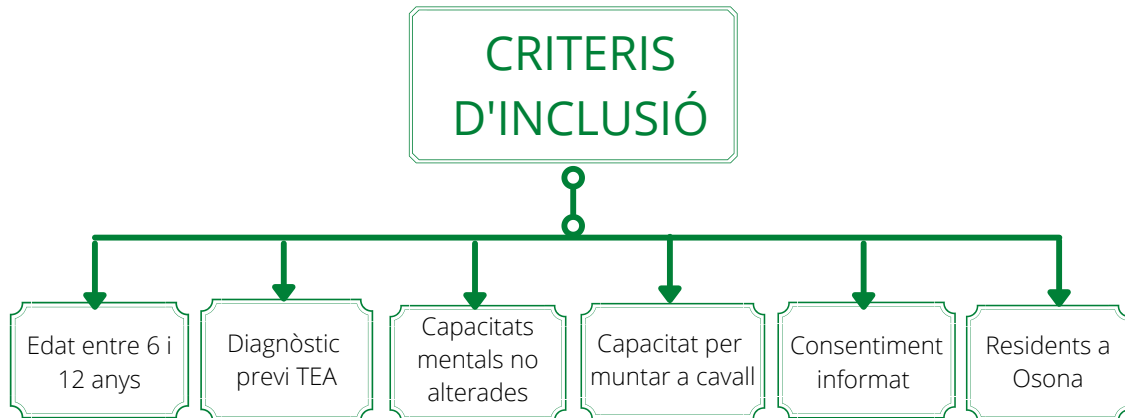 CRITERIS
D'INCLUSIÓ
Edat entre 6 i
12 anys
Diagnòstic
previ TEA
Capacitats
mentals no
alterades
Capacitat per
muntar a cavall
Consentiment
informat
Residents a
Osona